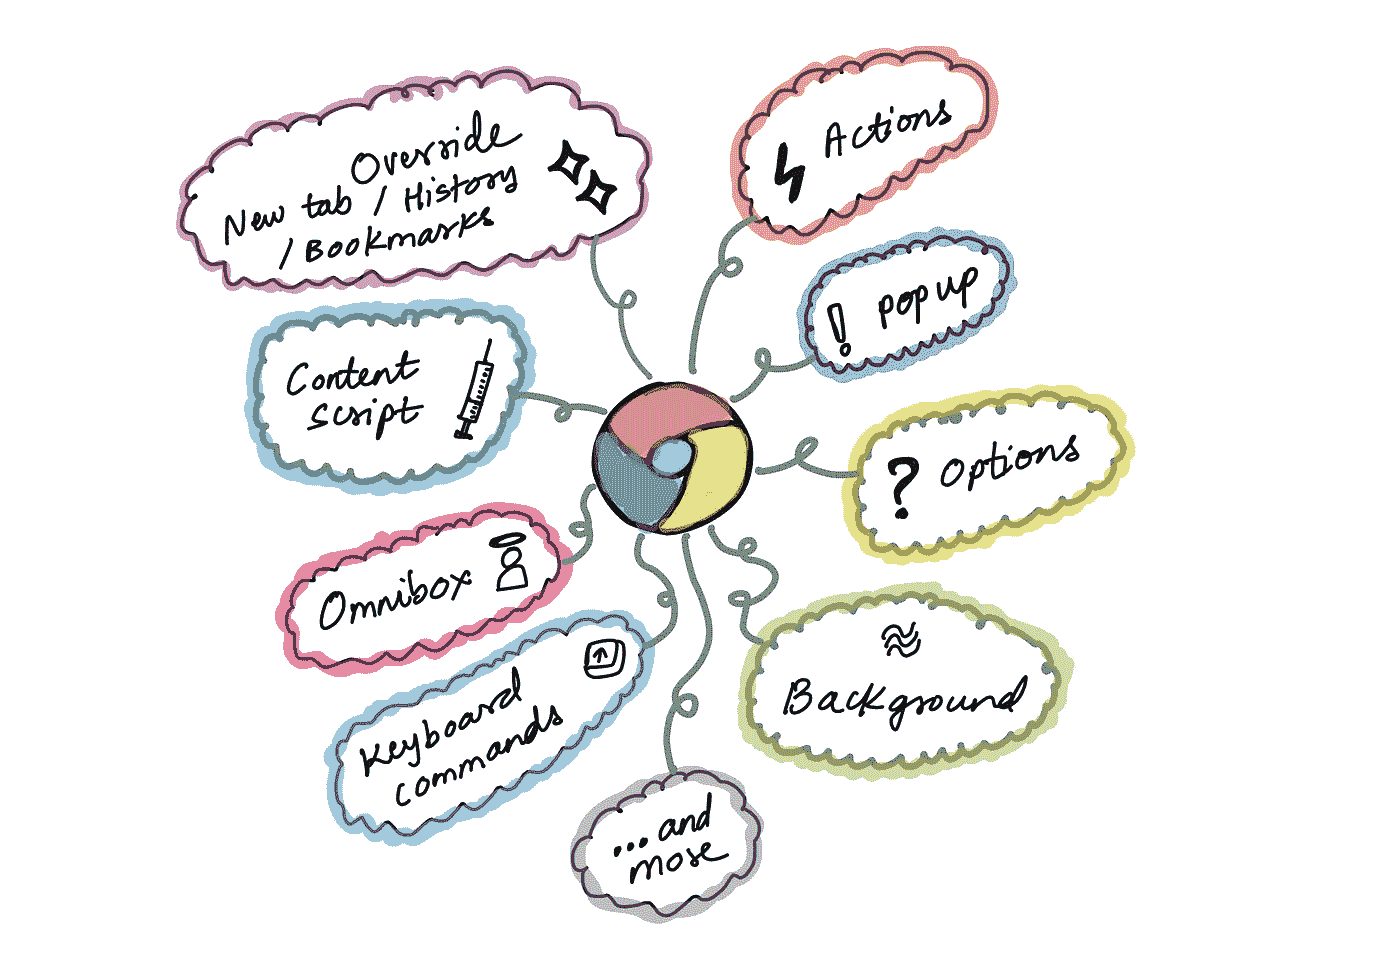 Override
New tab / History
/ Bookmarks
Actions
! pop up
Content
script
? Options
Omnibox
Background
Keyboard
commands
... and
more